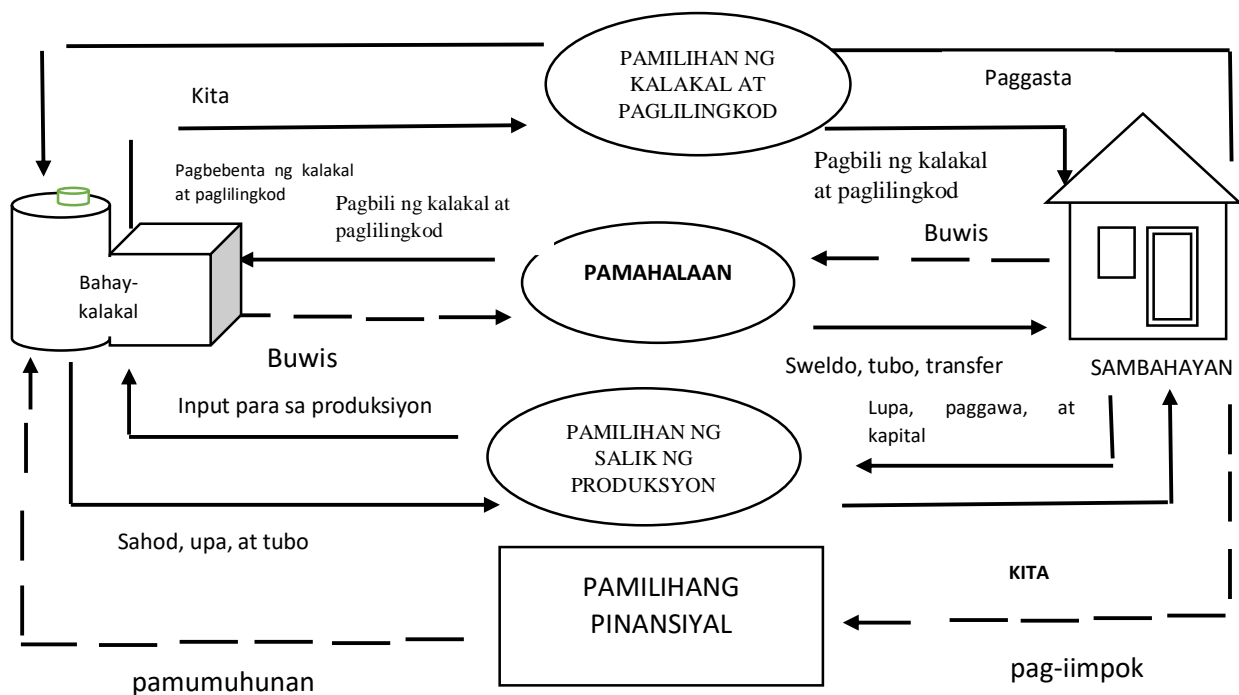 PAMILIHAN NG
KALAKAL AT
PAGLILINGKOD
Kita
Paggasta
Pagbebenta ng kalakal
at paglilingkod
Pagbili ng kalakal at
paglilingkod
Pagbili ng kalakal
at paglilingkod
Buwis
PAMAHALAAN
Bahay-
kalakal
Buwis
Sweldo, tubo, transfer
SAMBAHAYAN
Input para sa produksiyon
Lupa, paggawa, at
kapital
PAMILIHAN NG
SALIK NG
PRODUKSYON
Sahod, upa, at tubo
KITA
PAMILIHANG
PINANSIYAL
pamumuhunan
pag-iimpok